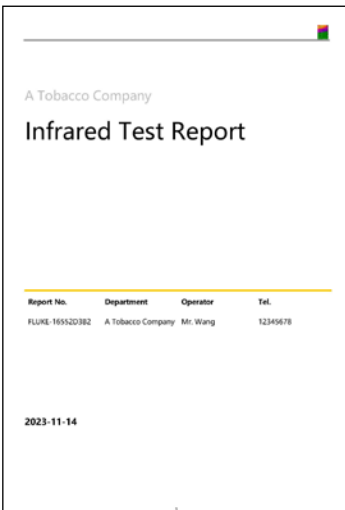 A Tobacco Company
Infrared Test Report
Report No. Department Operator Tel.
FLUKE-16552D3B2 A Tobacco Company Mr. Wang 12345678
2023-11-14